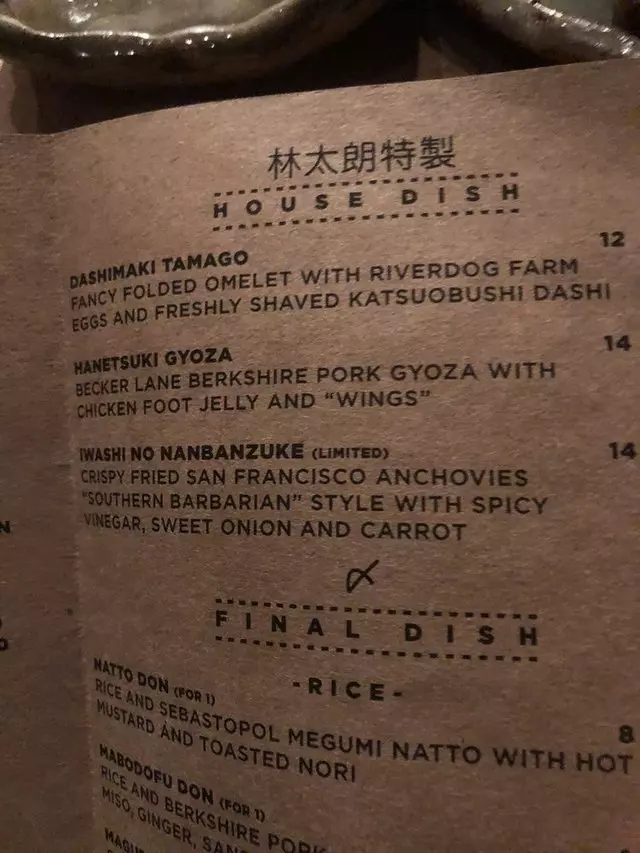 林太朗特製
HOUSE DISH
DASHIMAKI TAMAGO 12
FANCY FOLDED OMELET WITH RIVERDOG FARM
EGGS AND FRESHLY SHAVED KATSUOBUSHI DASHI
HANETSUKI GYOZA 14
BECKER LANE BERKSHIRE PORK GYOZA WITH
CHICKEN FOOT JELLY AND “WINGS”
IWASHI NO NANBANZUKE (LIMITED) 14
CRISPY FRIED SAN FRANCISCO ANCHOVIES
“SOUTHERN BARBARIAN” STYLE WITH SPICY
VINEGAR, SWEET ONION AND CARROT
FINAL DISH
-RICE-
NATTO DON (FOR 1) 8
RICE AND SEBASTOPOL MEGUMI NATTO WITH HOT
MUSTARD AND TOASTED NORI
MABODOFU DON (FOR 1)
RICE AND BERKSHIRE PORK
MISO, GINGER,